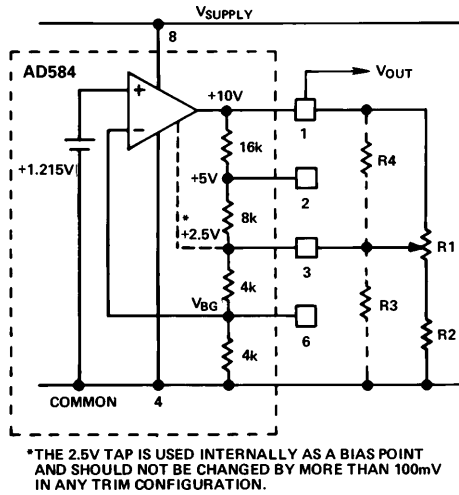 VSUPPLY
8
AD584
VOUT
+10V
+
1
16k
R4
–
+5V
+1.215V
2
8k
*
+2.5V
3
R1
4k
R3
VBG
6
R2
4k
COMMON
4
*THE 2.5V TAP IS USED INTERNALLY AS A BIAS POINT
AND SHOULD NOT BE CHANGED BY MORE THAN 100mV
IN ANY TRIM CONFIGURATION.